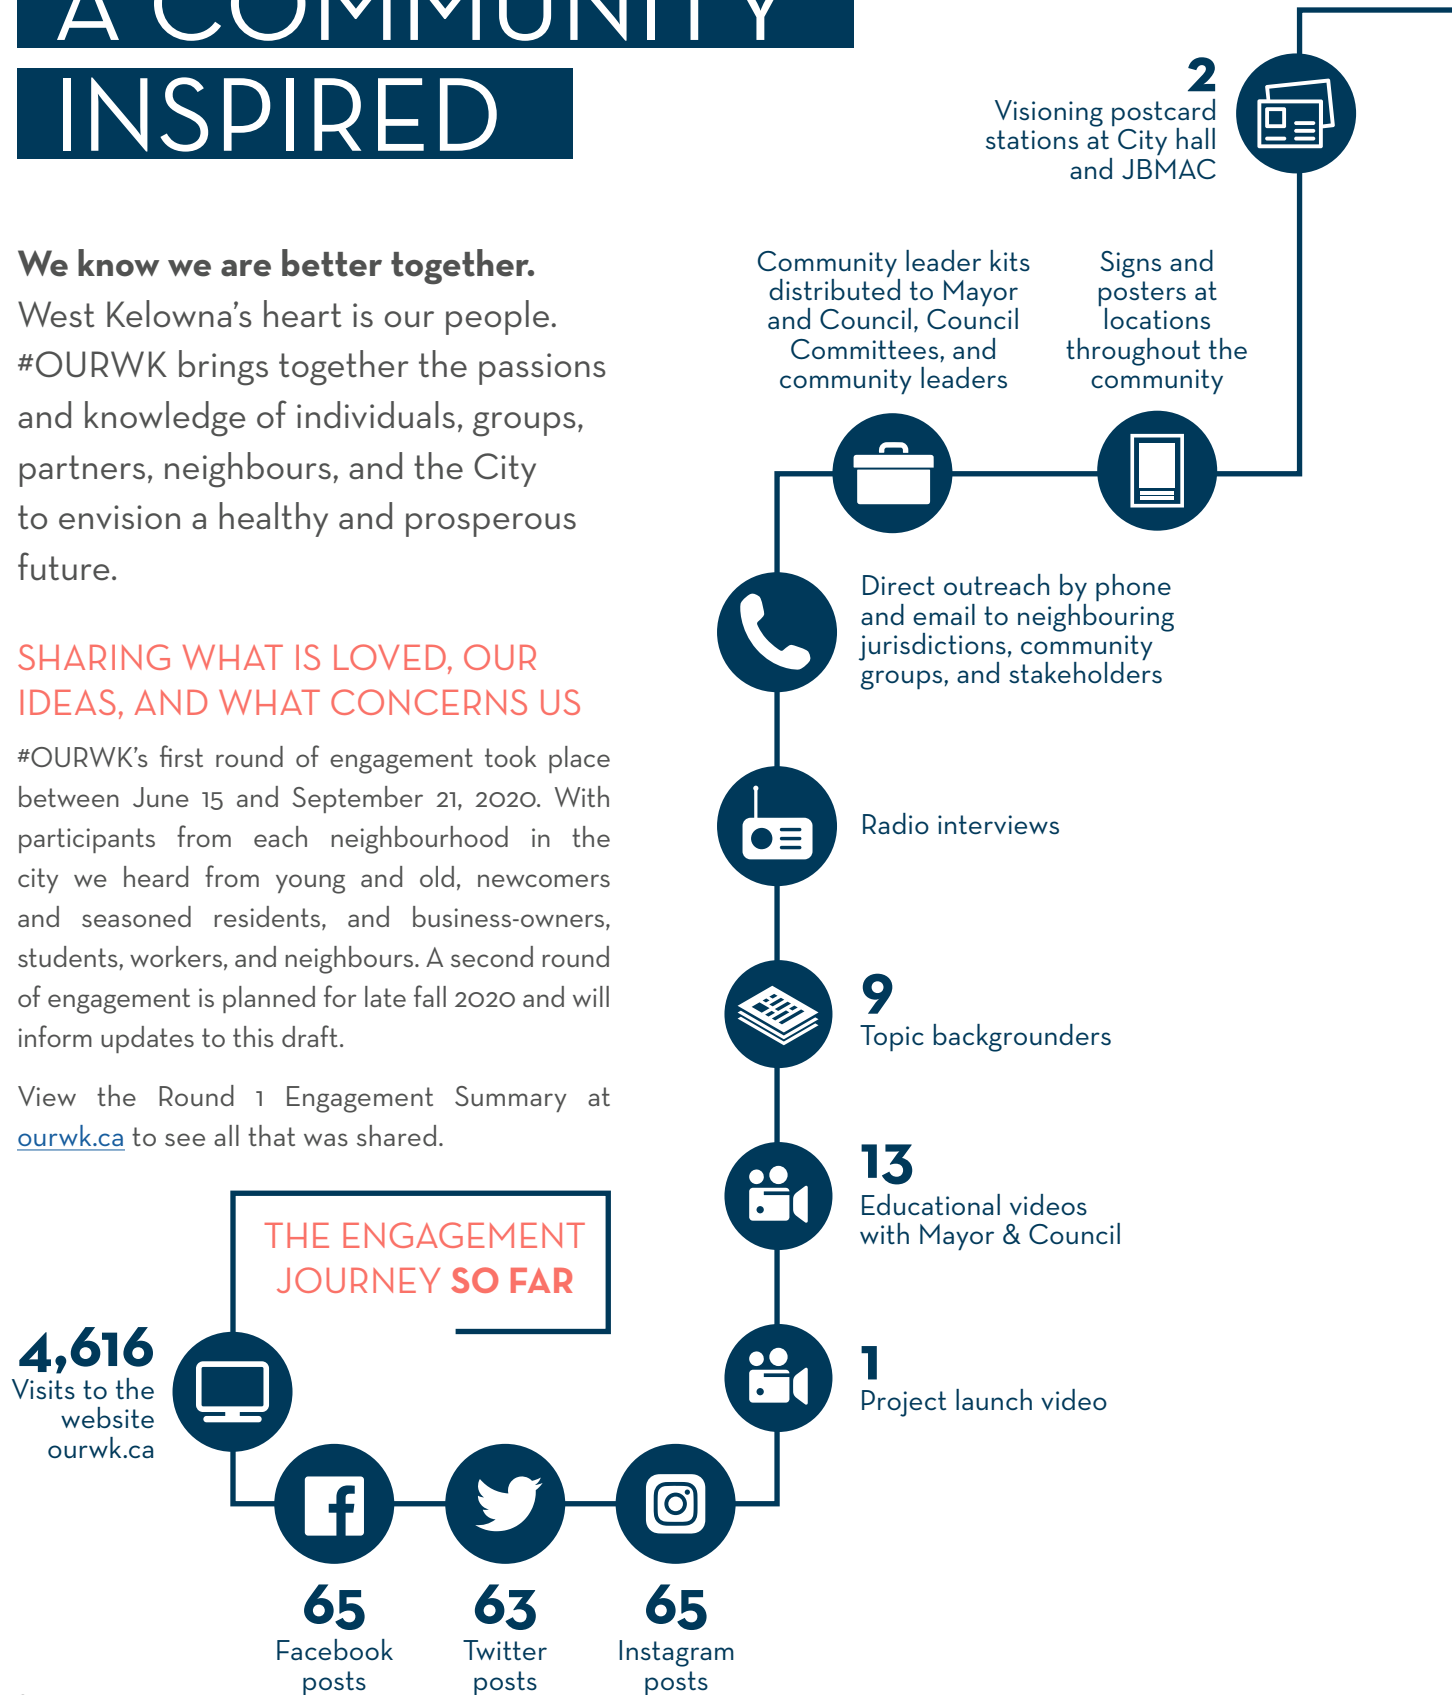 A COMMUNITY
INSPIRED
We know we are better together.
West Kelowna's heart is our people.
#OURWK brings together the passions
and knowledge of individuals, groups,
partners, neighbours, and the City
to envision a healthy and prosperous
future.
SHARING WHAT IS LOVED, OUR
IDEAS, AND WHAT CONCERNS US
#OURWK's first round of engagement took place
between June 15 and September 21, 2020. With
participants from each neighbourhood in the
city we heard from young and old, newcomers
and seasoned residents, and business-owners,
students, workers, and neighbours. A second round
of engagement is planned for late fall 2020 and will
inform updates to this draft.
View the Round 1 Engagement Summary at
ourwk.ca to see all that was shared.
THE ENGAGEMENT
JOURNEY SO FAR
4,616
Visits to the
website
ourwk.ca
65
Facebook
posts
63
Twitter
posts
65
Instagram
posts
1
Project launch video
13
Educational videos
with Mayor & Council
9
Topic backgrounders
Radio interviews
Direct outreach by phone
and email to neighbouring
jurisdictions, community
groups, and stakeholders
Community leader kits
distributed to Mayor
and Council, Council
Committees, and
community leaders
Signs and
posters at
locations
throughout the
community
2
Visioning postcard
stations at City hall
and JBMAC